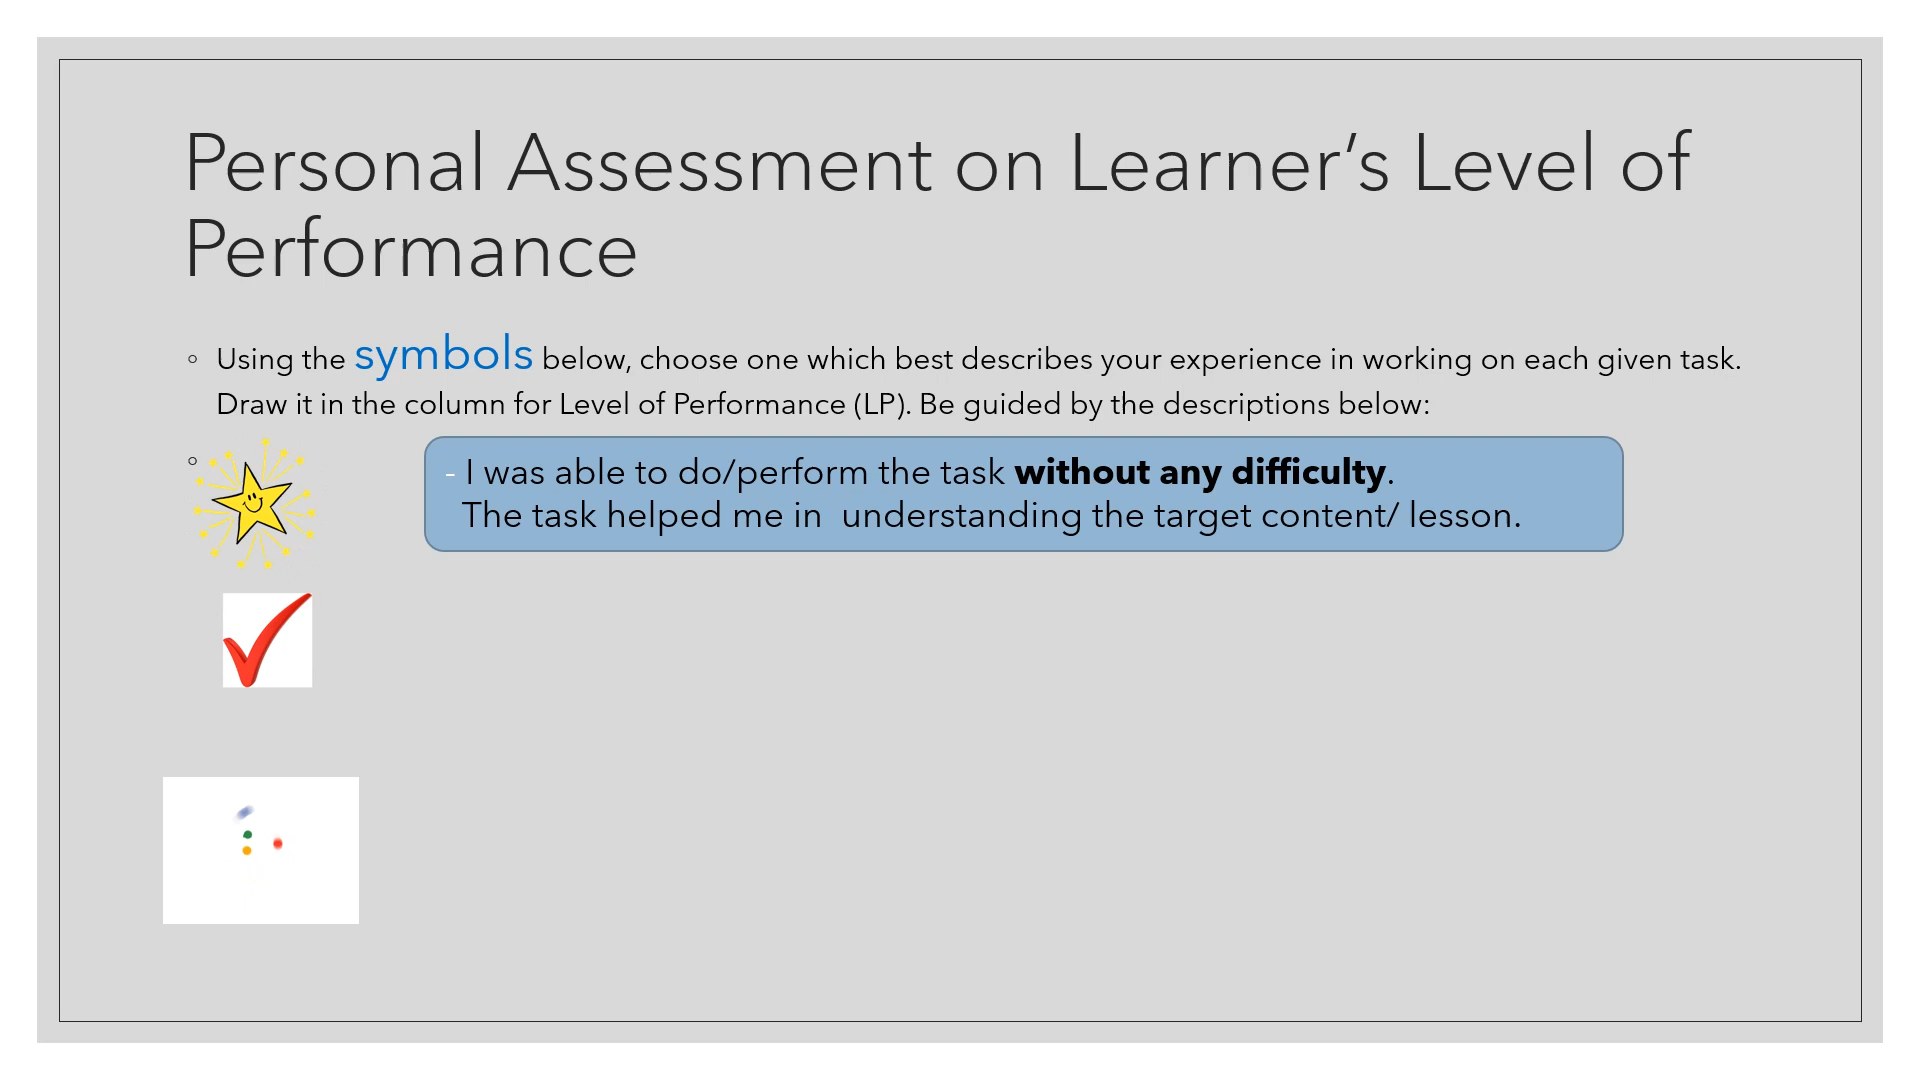 Personal Assessment on Learner’s Level of
Performance
◦ Using the symbols below, choose one which best describes your experience in working on each given task.
Draw it in the column for Level of Performance (LP). Be guided by the descriptions below:
◦
- I was able to do/perform the task without any difficulty.
The task helped me in  understanding the target content/ lesson.